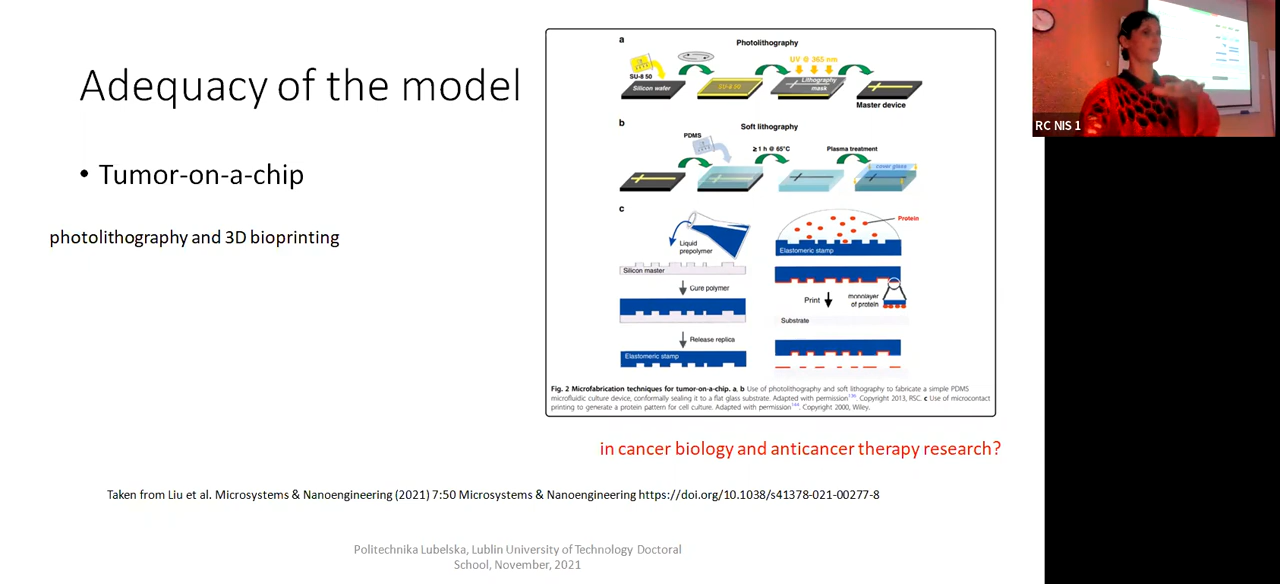 Adequacy of the model
• Tumor-on-a-chip
photolithography and 3D bioprinting
a
Photolithography
SU-8 50
UV @ 365 nm
Silicon wafer
SU-8 50
Lithography
mask
Master device
b
Soft lithography
PDMS
≥1 h @ 65°C
Plasma treatment
cover glass
c
Liquid
prepolymer
Silicon master
Cure polymer
Release replica
Elastomeric stamp
Protein
Elastomeric stamp
Print
monolayer
of protein
Substrate
Fig. 2 Microfabrication techniques for tumor-on-a-chip. a, b Use of photolithography and soft lithography to fabricate a simple PDMS
microfluidic culture device, conformally sealing it to a flat glass substrate. Adapted with permission. Copyright 2013, RSC. c Use of microcontact
printing to generate a protein pattern for cell culture. Adapted with permission. Copyright 2000, Wiley.
in cancer biology and anticancer therapy research?
Taken from Liu et al. Microsystems & Nanoengineering (2021) 7:50 Microsystems & Nanoengineering https://doi.org/10.1038/s41378-021-00277-8
Politechnika Lubelska, Lublin University of Technology Doctoral
School, November, 2021
RC NIS 1